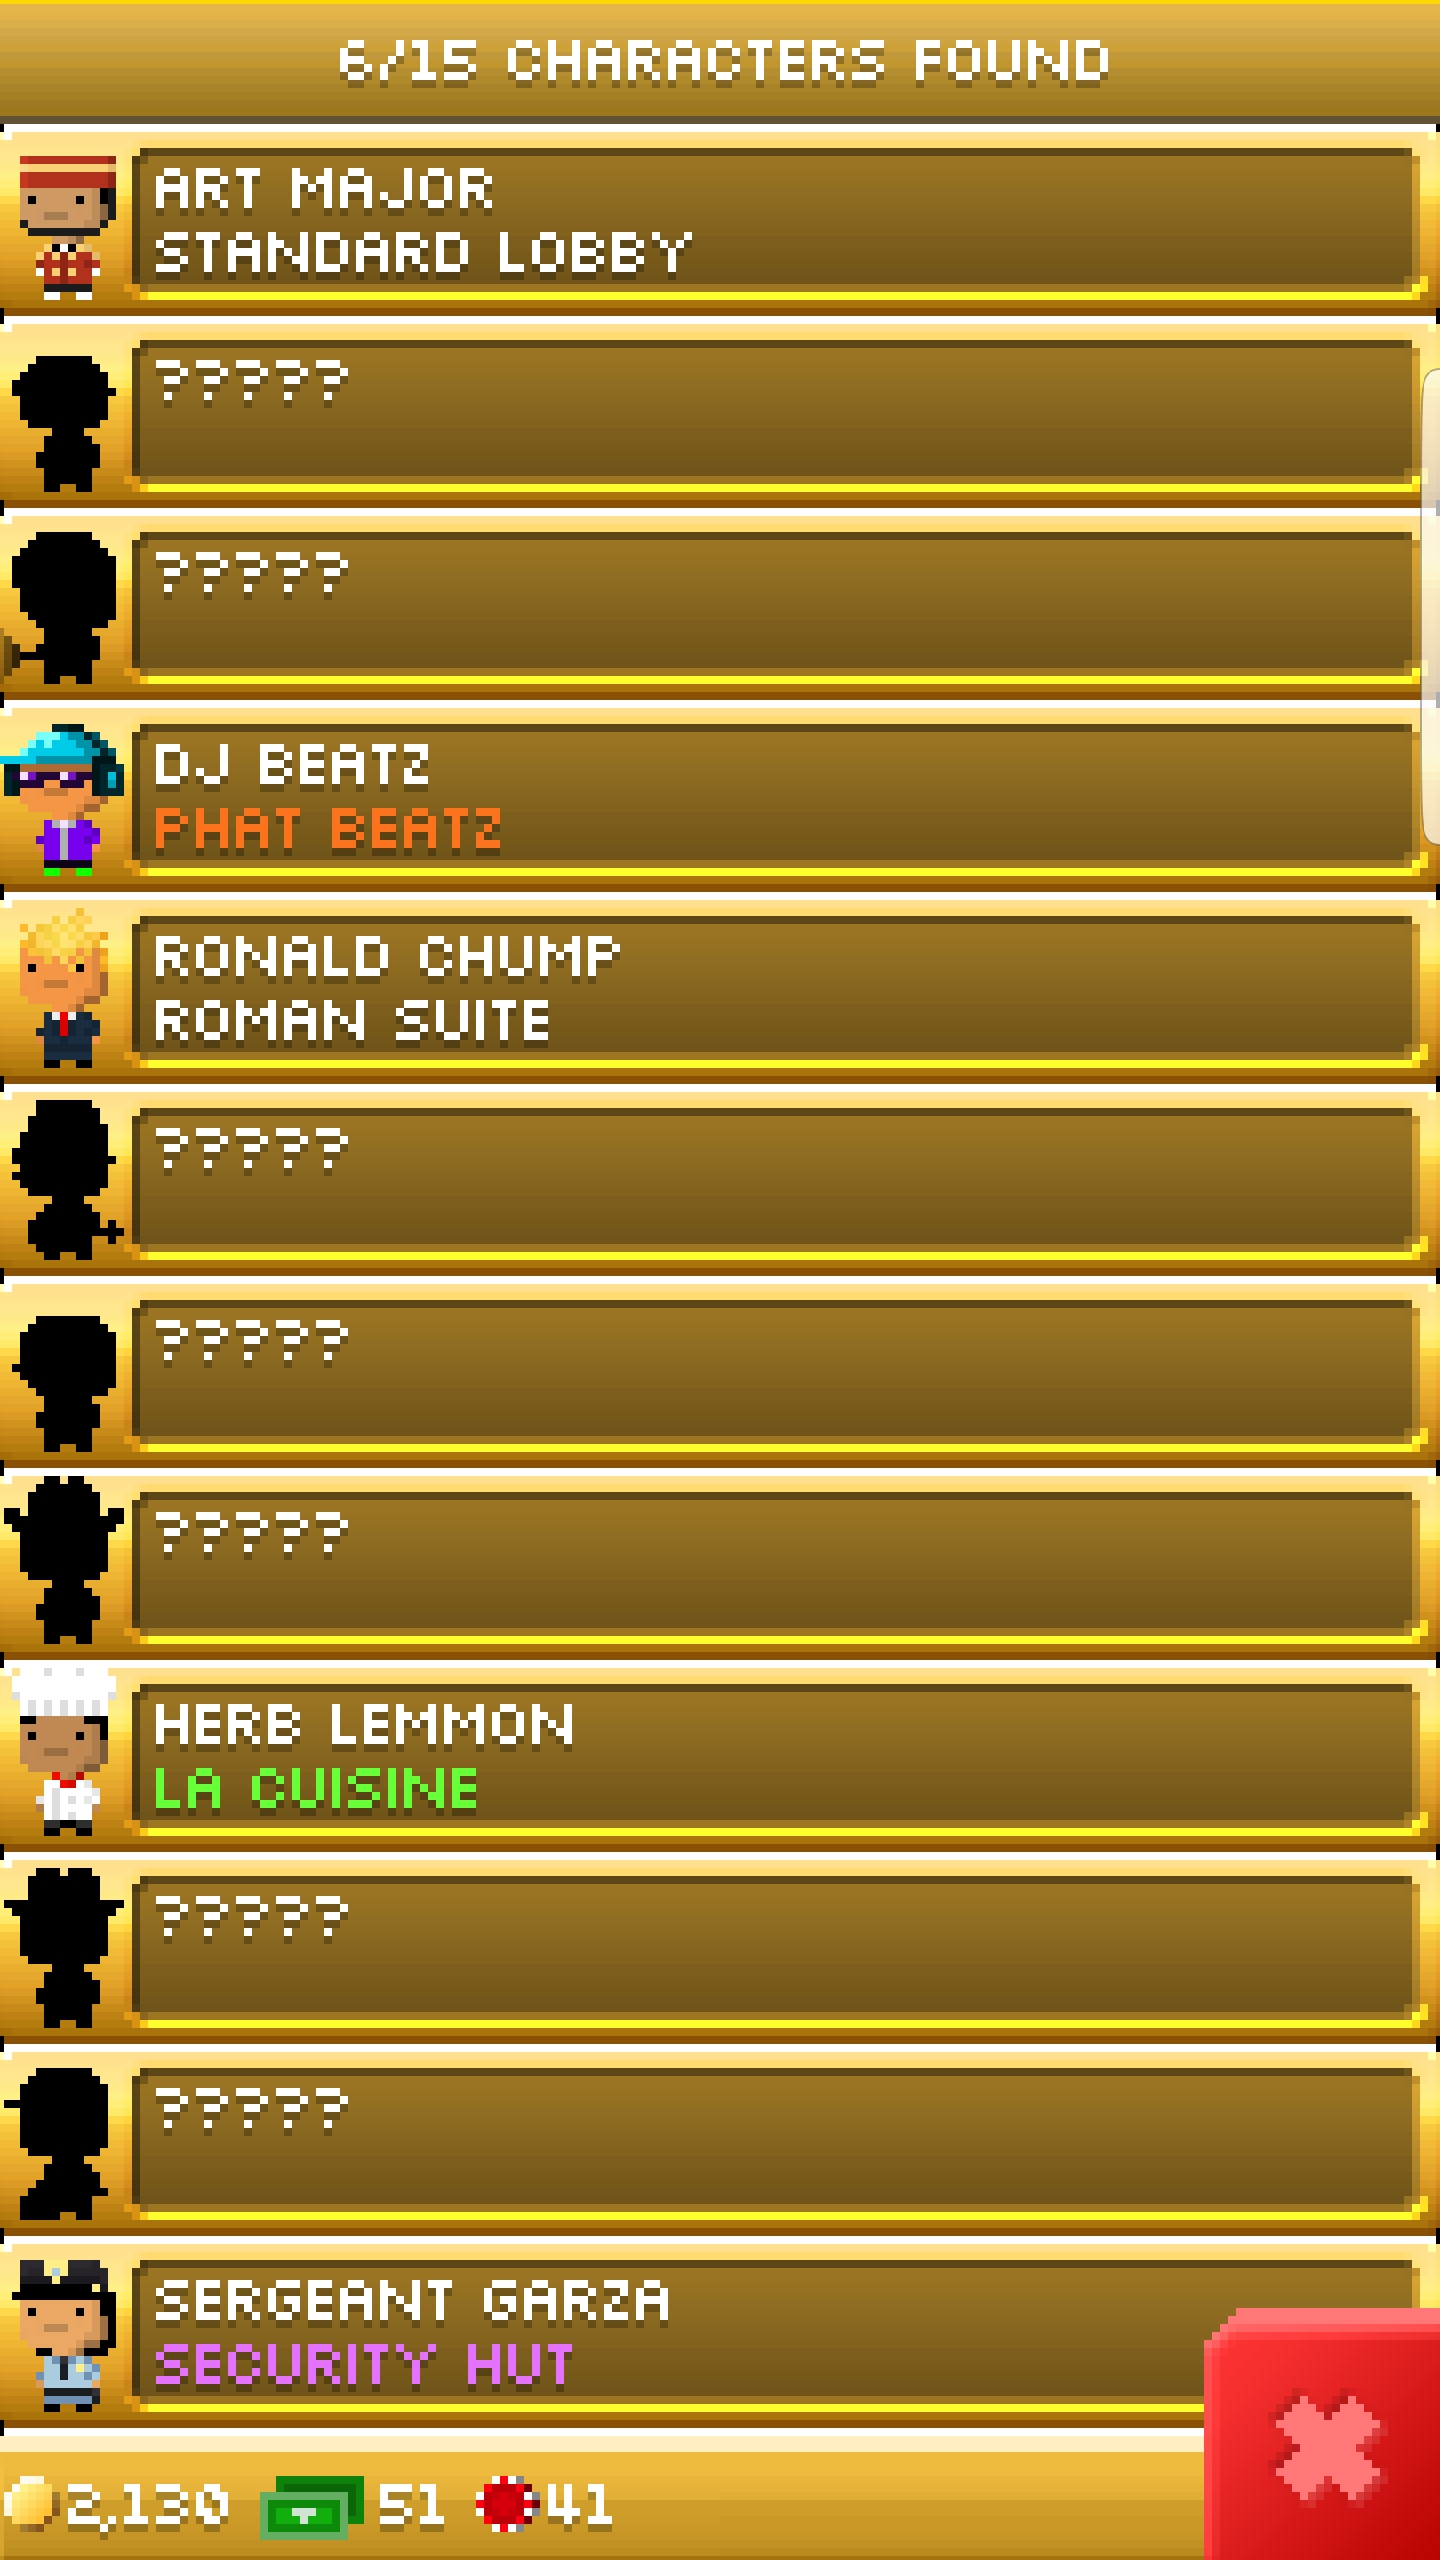 6/15 CHARACTERS FOUND
ART MAJOR
STANDARD LOBBY
?????
?????
DJ BEATZ
PHAT BEATZ
RONALD CHUMP
ROMAN SUITE
?????
?????
?????
HERB LEMMON
LA CUISINE
?????
?????
SERGEANT GARZA
SECURITY HUT
2,130 51 41